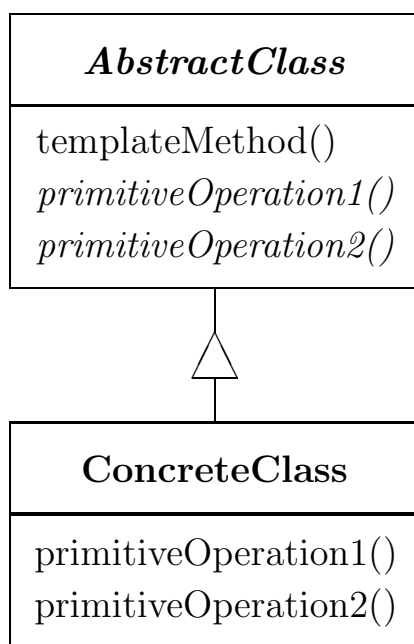 AbstractClass
templateMethod()
primitiveOperation1()
primitiveOperation2()
ConcreteClass
primitiveOperation1()
primitiveOperation2()